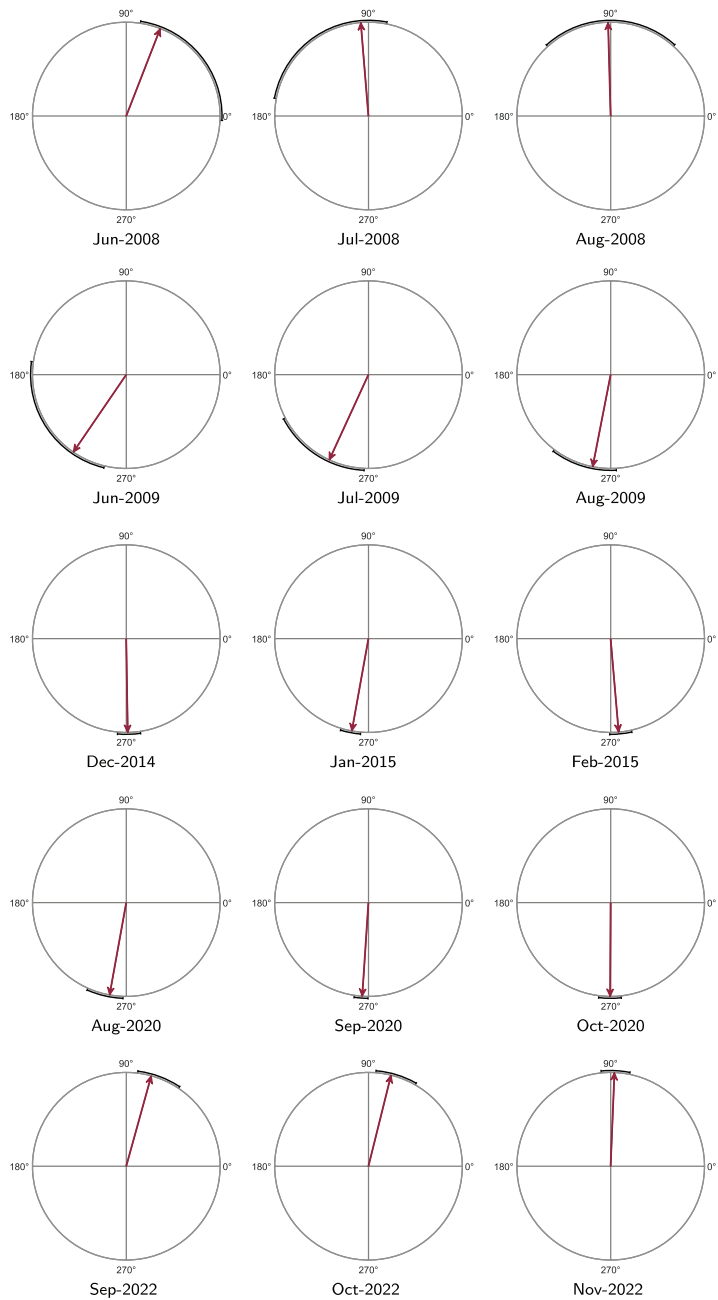 90° 90° 90°
180° 0° 180° 0° 180° 0°
270° 270° 270°
Jun-2008 Jul-2008 Aug-2008
90° 90° 90°
180° 0° 180° 0° 180° 0°
270° 270° 270°
Jun-2009 Jul-2009 Aug-2009
90° 90° 90°
180° 0° 180° 0° 180° 0°
270° 270° 270°
Dec-2014 Jan-2015 Feb-2015
90° 90° 90°
180° 0° 180° 0° 180° 0°
270° 270° 270°
Aug-2020 Sep-2020 Oct-2020
90° 90° 90°
180° 0° 180° 0° 180° 0°
270° 270° 270°
Sep-2022 Oct-2022 Nov-2022